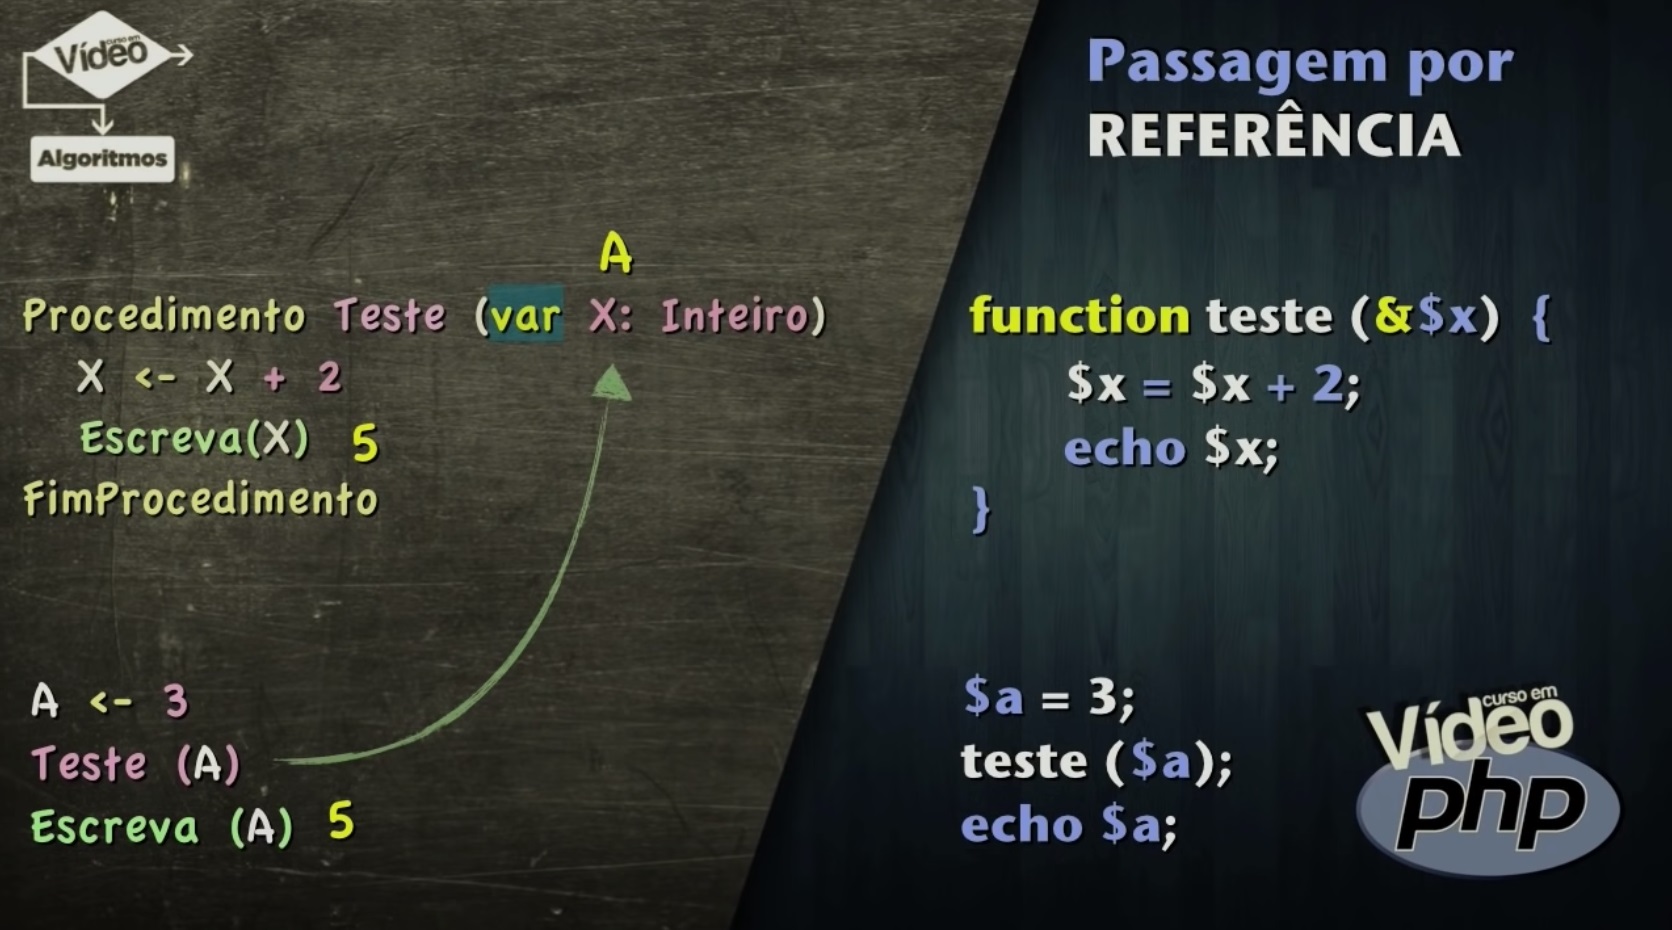 curso em
Vídeo
Algoritmos
A
Procedimento Teste (var X: Inteiro)
X <- X + 2
Escreva(X) 5
FimProcedimento
A <- 3
Teste (A)
Escreva (A) 5
Passagem por
REFERÊNCIA
function teste (&$x) {
$x = $x + 2;
echo $x;
}
$a = 3;
teste ($a);
echo $a;
curso em
Vídeo
php